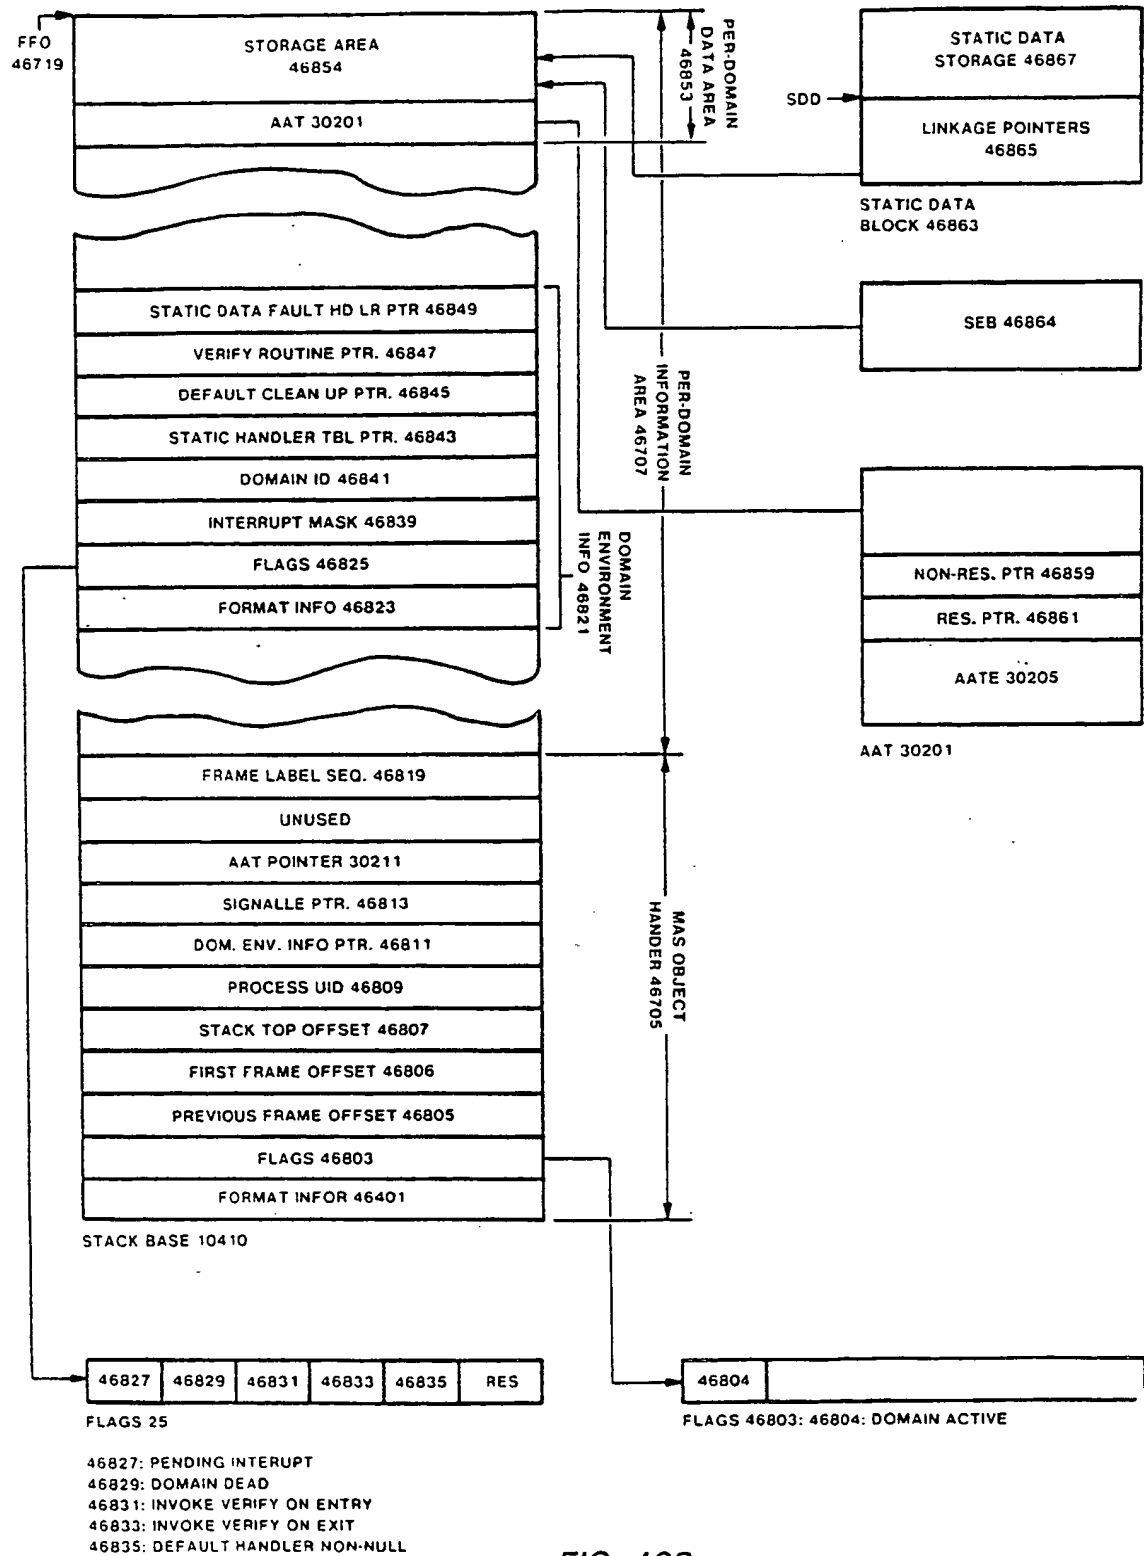 FFO
46719
STORAGE AREA
46854
AAT 30201
PER-DOMAIN
DATA AREA
46853
STATIC DATA
STORAGE 46867
SDD
LINKAGE POINTERS
46865
STATIC DATA
BLOCK 46863
STATIC DATA FAULT HD LR PTR 46849
VERIFY ROUTINE PTR. 46847
DEFAULT CLEAN UP PTR. 46845
STATIC HANDLER TBL PTR. 46843
DOMAIN ID 46841
INTERRUPT MASK 46839
FLAGS 46825
FORMAT INFO 46823
DOMAIN
ENVIRONMENT
INFO 46821
PER-DOMAIN
INFORMATION
AREA 46707
SEB 46864
NON-RES. PTR 46859
RES. PTR. 46861
AATE 30205
AAT 30201
FRAME LABEL SEQ. 46819
UNUSED
AAT POINTER 30211
SIGNALLE PTR. 46813
DOM. ENV. INFO PTR. 46811
PROCESS UID 46809
STACK TOP OFFSET 46807
FIRST FRAME OFFSET 46806
PREVIOUS FRAME OFFSET 46805
FLAGS 46803
FORMAT INFOR 46401
STACK BASE 10410
MAS OBJECT
HANDER 46705
46827 46829 46831 46833 46835 RES
FLAGS 25
46804
FLAGS 46803: 46804: DOMAIN ACTIVE
46827: PENDING INTERUPT
46829: DOMAIN DEAD
46831: INVOKE VERIFY ON ENTRY
46833: INVOKE VERIFY ON EXIT
46835: DEFAULT HANDLER NON-NULL